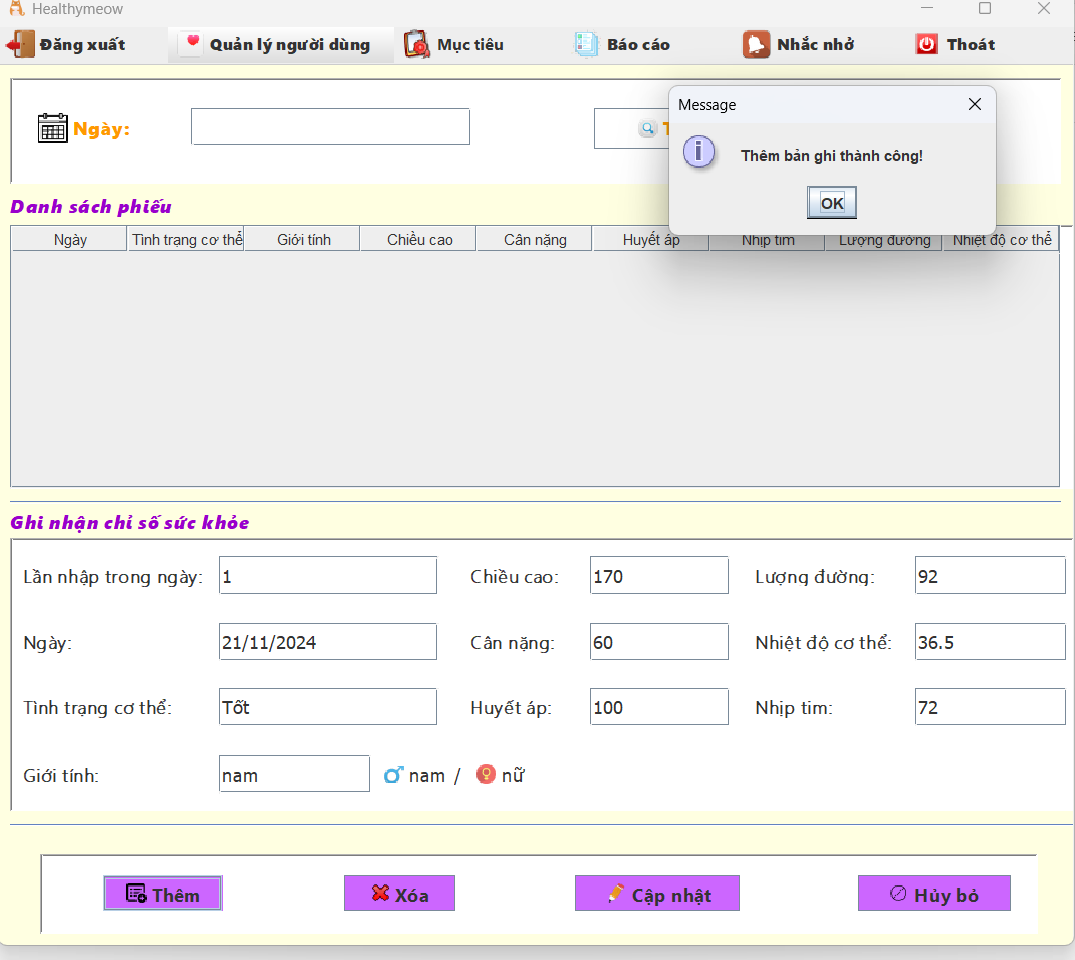 Healthymeow
Đăng xuất Quản lý người dùng Mục tiêu Báo cáo Nhắc nhở Thoát
Ngày:
Message
Thêm bản ghi thành công!
OK
Danh sách phiếu
Ngày Tình trạng cơ thể Giới tính Chiều cao Cân nặng Huyết áp Nhịp tim Lượng đường Nhiệt độ cơ thể
Ghi nhận chỉ số sức khỏe
Lần nhập trong ngày: 1 Chiều cao: 170 Lượng đường: 92
Ngày: 21/11/2024 Cân nặng: 60 Nhiệt độ cơ thể: 36.5
Tình trạng cơ thể: Tốt Huyết áp: 100 Nhịp tim: 72
Giới tính: nam nam / nữ
Thêm Xóa Cập nhật Hủy bỏ